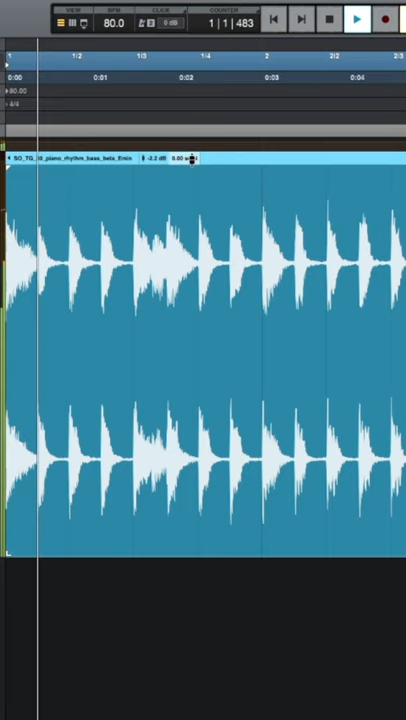 VIEW BPM CLICK COUNTER
80.0 0 dB 1|1|483
1 1/2 1/3 1/4 2 2/2 2/3
0:00 0:01 0:02 0:03 0:04
80.00
4/4
piano_rhythm_bass_beta_Emin -2.2 dB 0.00